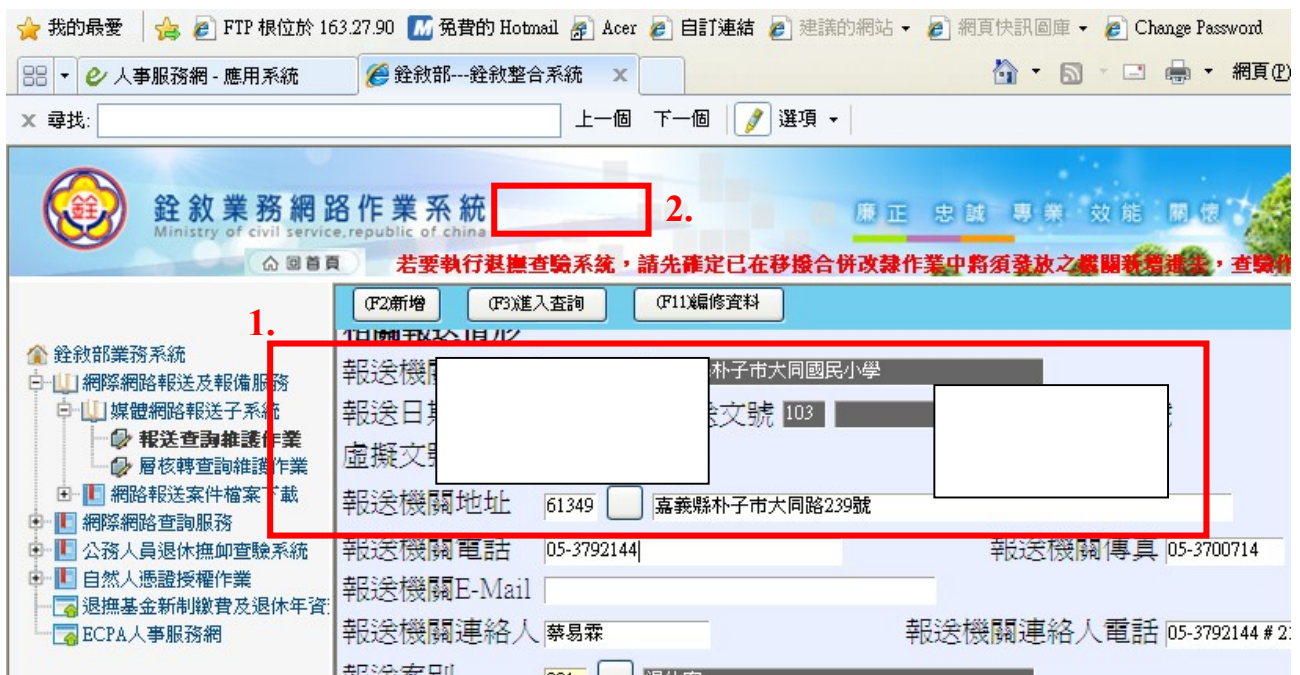 我的最愛 FTP 根位於 163.27.90 免費的 Hotmail Acer 自訂連結 建議的網站 網頁快訊圖庫 Change Password
人事服務網 - 應用系統 銓敘部---銓敘整合系統 x 網頁(P)
x 尋找: 上一個 下一個 選項
銓
銓敘業務網路作業系統 2.
廉正 忠誠 專業 效能 關懷
Ministry of civil service,republic of china
回首頁 若要執行退撫查驗系統，請先確定已在移撥合併改隸作業中將須發放之機關新增進去，查驗作
(F2)新增 (F3)進入查詢 (F11)編修資料
1.
相關報送情形
銓敘部業務系統
網際網路報送及報備服務
媒體網路報送子系統
報送查詢維護作業
層核轉查詢維護作業
網路報送案件檔案下載
網際網路查詢服務
公務人員退休撫卹查驗系統
自然人憑證授權作業
退撫基金新制繳費及退休年資
ECPA人事服務網
報送機 朴子市大同國民小學
報送日 文號 103
虛擬文
報送機關地址 61349 嘉義縣朴子市大同路239號
報送機關電話 05-3792144 報送機關傳真 05-3700714
報送機關E-Mail
報送機關連絡人 蔡易霖 報送機關連絡人電話 05-3792144 # 2
報送案別